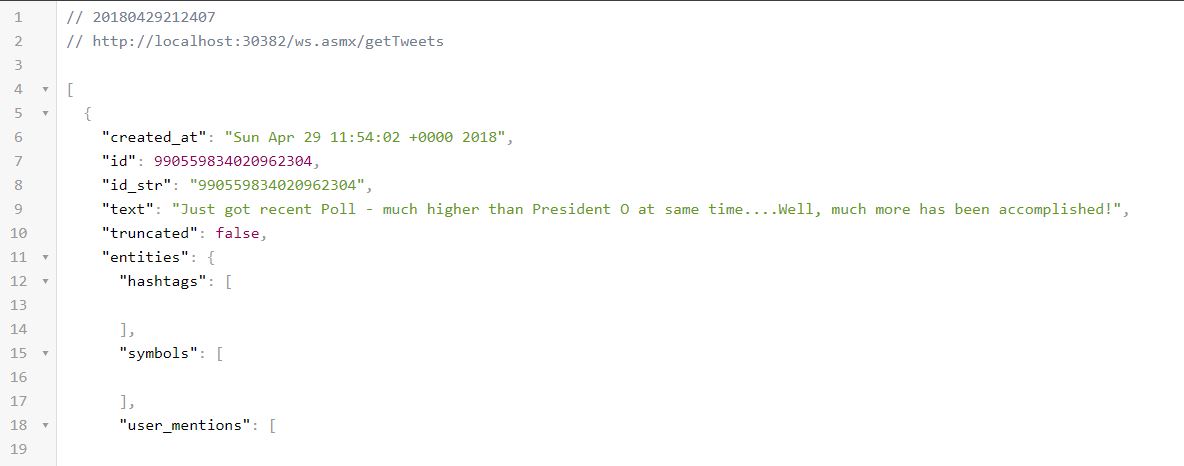 1 // 20180429212407
2 // http://localhost:30382/ws.asmx/getTweets
3
4 ▾ [
5 ▾ {
6 "created_at": "Sun Apr 29 11:54:02 +0000 2018",
7 "id": 990559834020962304,
8 "id_str": "990559834020962304",
9 "text": "Just got recent Poll - much higher than President O at same time....Well, much more has been accomplished!",
10 "truncated": false,
11 ▾ "entities": {
12 ▾ "hashtags": [
13
14 ],
15 ▾ "symbols": [
16
17 ],
18 ▾ "user_mentions": [
19